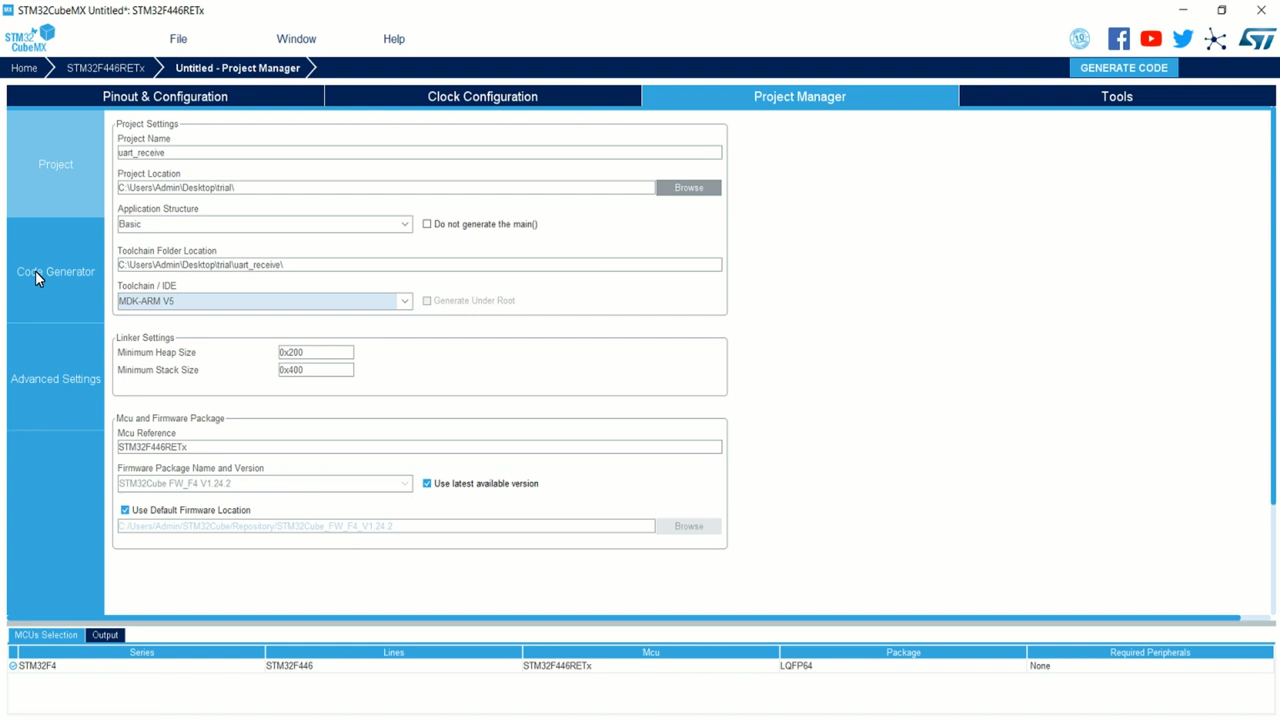 STM32CubeMX Untitled*: STM32F446RETx
STM32
CubeMX
File
Window
Help
10
Home
STM32F446RETx
Untitled - Project Manager
GENERATE CODE
Pinout & Configuration
Clock Configuration
Project Manager
Tools
Project
Code Generator
Advanced Settings
Project Settings
Project Name
uart_receive
Project Location
C:\Users\Admin\Desktop\trial\
Browse
Application Structure
Basic
Do not generate the main()
Toolchain Folder Location
C:\Users\Admin\Desktop\trial\uart_receive\
Toolchain / IDE
MDK-ARM V5
Generate Under Root
Linker Settings
Minimum Heap Size
0x200
Minimum Stack Size
0x400
Mcu and Firmware Package
Mcu Reference
STM32F446RETx
Firmware Package Name and Version
STM32Cube FW_F4 V1.24.2
Use latest available version
Use Default Firmware Location
C:/Users/Admin/STM32Cube/Repository/STM32Cube_FW_F4_V1.24.2
Browse
MCUs Selection
Output
Series
Lines
Mcu
Package
Required Peripherals
STM32F4
STM32F446
STM32F446RETx
LQFP64
None